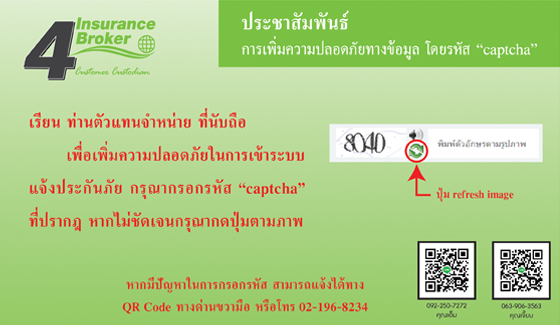 4 Insurance
Broker
Customer Custodian
ประชาสัมพันธ์
การเพิ่มความปลอดภัยทางข้อมูล โดยรหัส “captcha”
เรียน ท่านตัวแทนจำหน่าย ที่นับถือ
เพื่อเพิ่มความปลอดภัยในการเข้าระบบ
แจ้งประกันภัย กรุณากรอกรหัส “captcha”
ที่ปรากฎ หากไม่ชัดเจนกรุณากดปุ่มตามภาพ
8040 พิมพ์ตัวอักษรตามรูปภาพ
ปุ่ม refresh image
หากมีปัญหาในการกรอกรหัส สามารถแจ้งได้ทาง
QR Code ทางด้านขวามือ หรือโทร 02-196-8234
092-250-7272
คุณเอ็ม
063-906-3563
คุณเจี๊ยบ